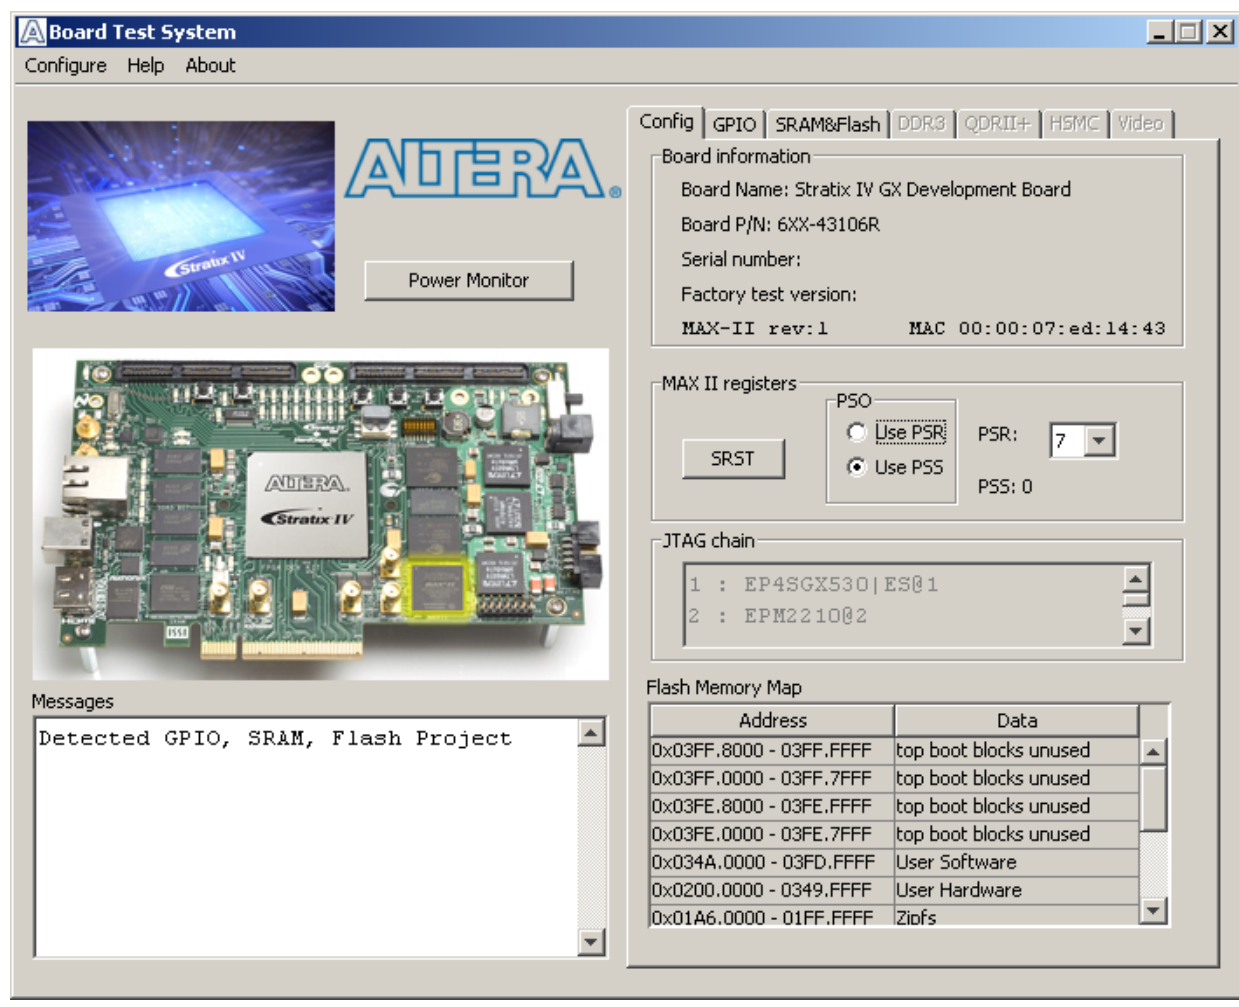 Board Test System
Configure Help About
ALTERA®
Stratix IV
Power Monitor
ALTERA
Stratix IV
Messages
Detected GPIO, SRAM, Flash Project
Config GPIO SRAM&Flash DDR3 QDRII+ HSMC Video
Board information
Board Name: Stratix IV GX Development Board
Board P/N: 6XX-43106R
Serial number:
Factory test version:
MAX-II rev:1 MAC 00:00:07:ed:14:43
MAX II registers
SRST
PSO
Use PSR
Use PSS
PSR: 7
PSS: 0
JTAG chain
1 : EP4SGX530|ES@1
2 : EPM2210@2
Flash Memory Map
Address Data
0x03FF.8000 - 03FF.FFFF top boot blocks unused
0x03FF.0000 - 03FF.7FFF top boot blocks unused
0x03FE.8000 - 03FE.FFFF top boot blocks unused
0x03FE.0000 - 03FE.7FFF top boot blocks unused
0x034A.0000 - 03FD.FFFF User Software
0x0200.0000 - 0349.FFFF User Hardware
0x01A6.0000 - 01FF.FFFF Zipfs